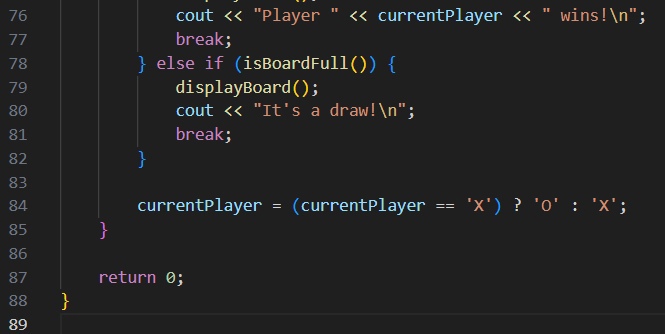 76 cout << "Player " << currentPlayer << " wins!\n";
77 break;
78 } else if (isBoardFull()) {
79 displayBoard();
80 cout << "It's a draw!\n";
81 break;
82 }
83
84 currentPlayer = (currentPlayer == 'X') ? 'O' : 'X';
85 }
86
87 return 0;
88 }
89